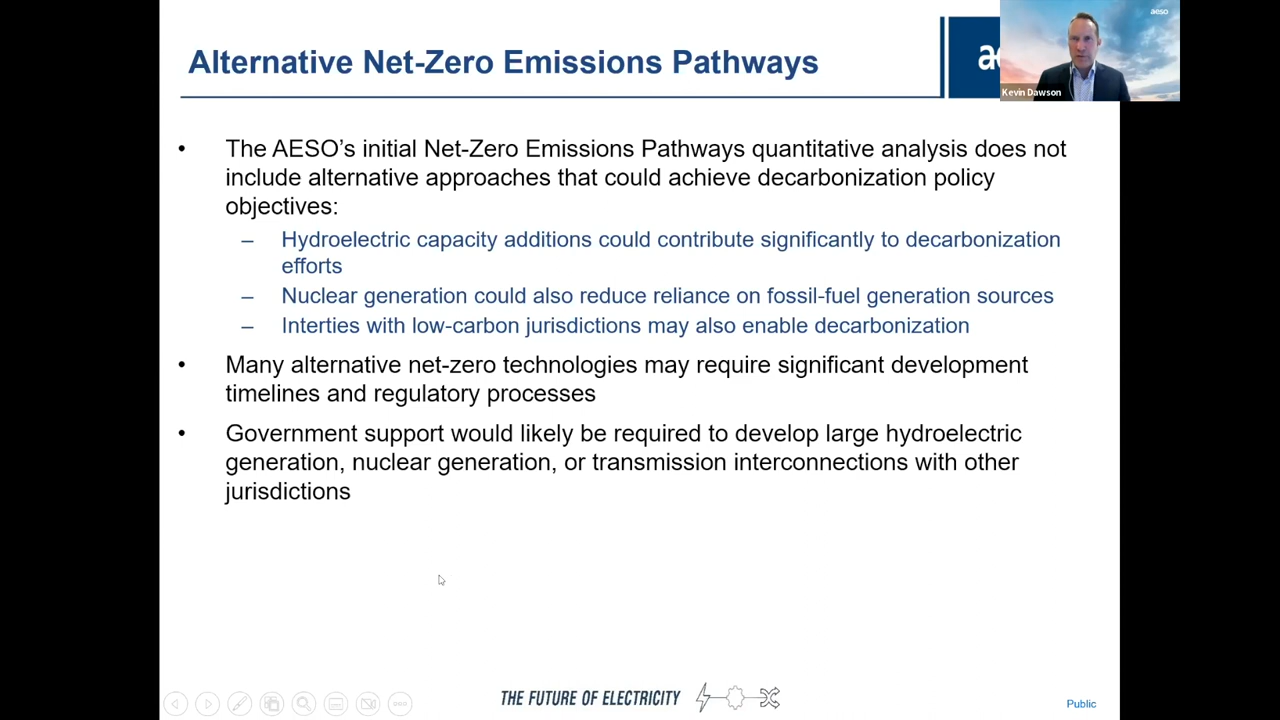 Alternative Net-Zero Emissions Pathways
aeso
Kevin Dawson
• The AESO's initial Net-Zero Emissions Pathways quantitative analysis does not
include alternative approaches that could achieve decarbonization policy
objectives:
– Hydroelectric capacity additions could contribute significantly to decarbonization
efforts
– Nuclear generation could also reduce reliance on fossil-fuel generation sources
– Interties with low-carbon jurisdictions may also enable decarbonization
• Many alternative net-zero technologies may require significant development
timelines and regulatory processes
• Government support would likely be required to develop large hydroelectric
generation, nuclear generation, or transmission interconnections with other
jurisdictions
THE FUTURE OF ELECTRICITY
Public